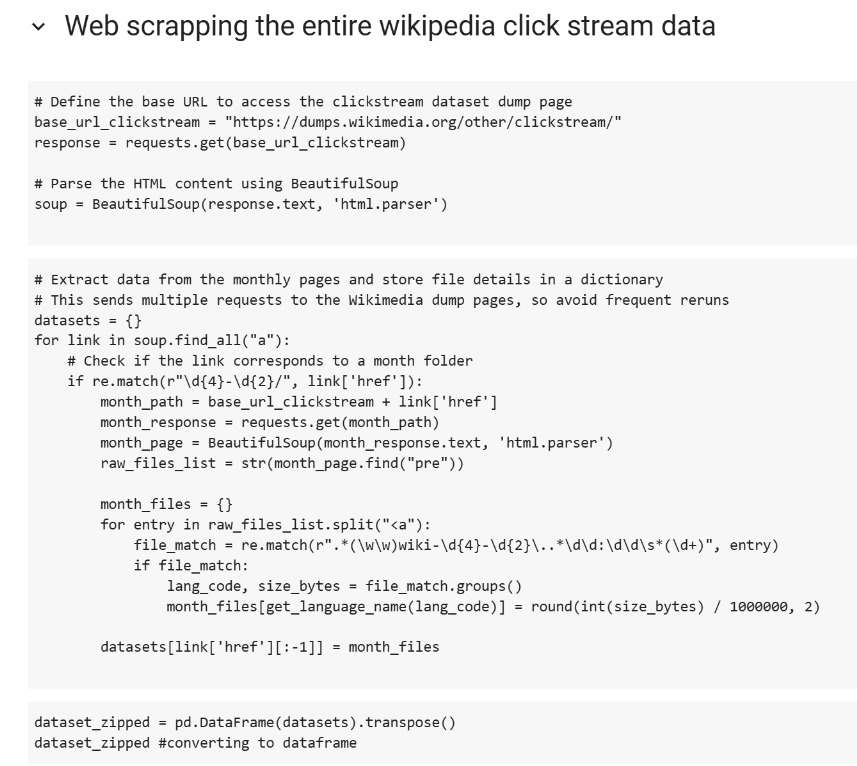 Web scrapping the entire wikipedia click stream data
# Define the base URL to access the clickstream dataset dump page
base_url_clickstream = "https://dumps.wikimedia.org/other/clickstream/"
response = requests.get(base_url_clickstream)
# Parse the HTML content using BeautifulSoup
soup = BeautifulSoup(response.text, 'html.parser')
# Extract data from the monthly pages and store file details in a dictionary
# This sends multiple requests to the Wikimedia dump pages, so avoid frequent reruns
datasets = {}
for link in soup.find_all("a"):
    # Check if the link corresponds to a month folder
    if re.match(r"\d{4}-\d{2}/", link['href']):
        month_path = base_url_clickstream + link['href']
        month_response = requests.get(month_path)
        month_page = BeautifulSoup(month_response.text, 'html.parser')
        raw_files_list = str(month_page.find("pre"))
        month_files = {}
        for entry in raw_files_list.split("<a"):
            file_match = re.match(r".*(\w\w)wiki-\d{4}-\d{2}\..*\d\d:\d\d\s*(\d+)", entry)
            if file_match:
                lang_code, size_bytes = file_match.groups()
                month_files[get_language_name(lang_code)] = round(int(size_bytes) / 1000000, 2)
        datasets[link['href'][:-1]] = month_files
dataset_zipped = pd.DataFrame(datasets).transpose()
dataset_zipped #converting to dataframe